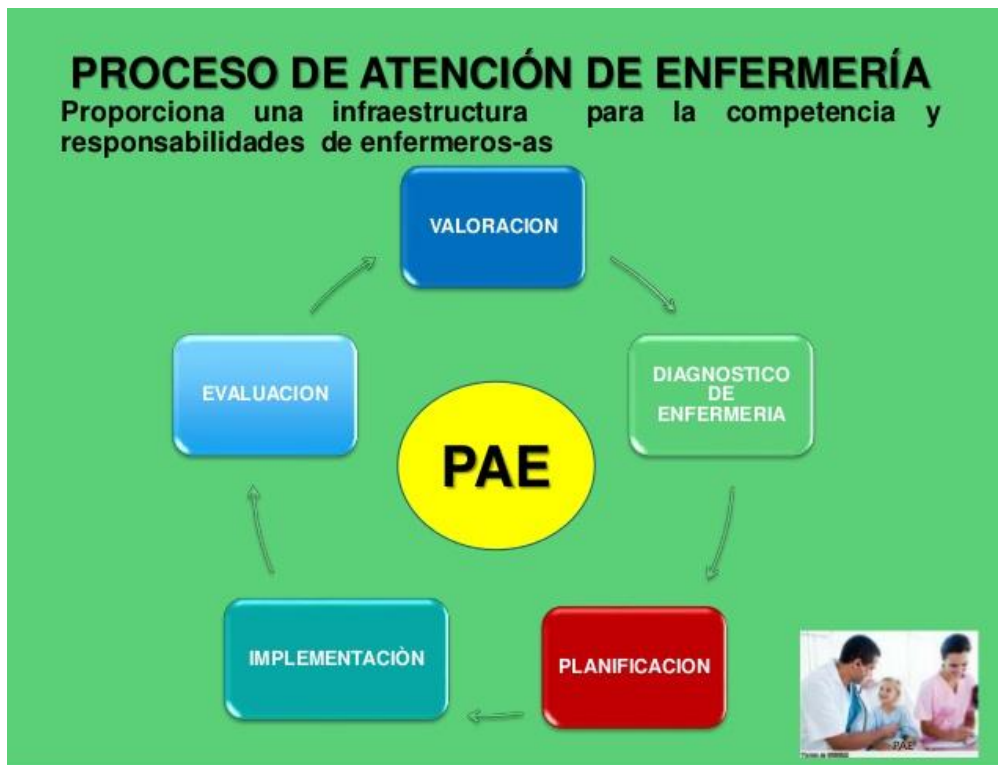 PROCESO DE ATENCIÓN DE ENFERMERÍA
Proporciona una infraestructura para la competencia y
responsabilidades de enfermeros-as
VALORACION
DIAGNOSTICO
DE
ENFERMERIA
PLANIFICACION
IMPLEMENTACIÒN
EVALUACION
PAE
PAE